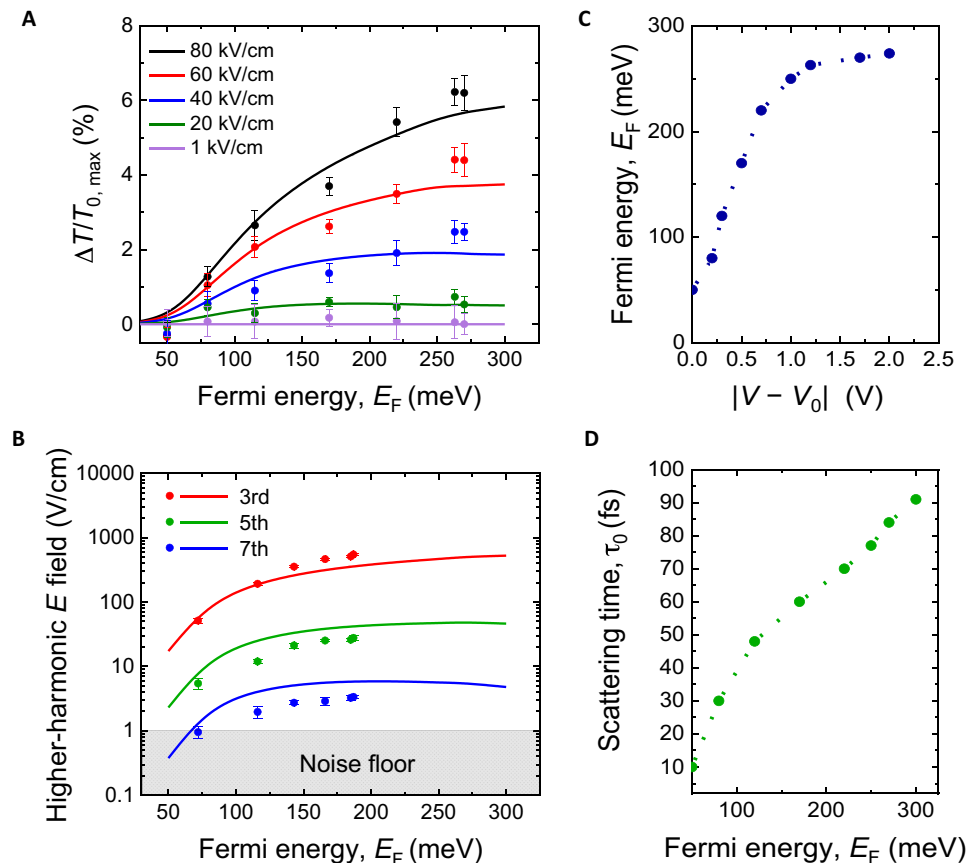 A
8
6
4
2
0
ΔT/T0, max (%)
80 kV/cm
60 kV/cm
40 kV/cm
20 kV/cm
1 kV/cm
50 100 150 200 250 300
Fermi energy, EF (meV)
B
10000
1000
100
10
1
0.1
Higher-harmonic E field (V/cm)
3rd
5th
7th
Noise floor
50 100 150 200 250 300
Fermi energy, EF (meV)
C
300
200
100
0
Fermi energy, EF (meV)
0.0 0.5 1.0 1.5 2.0 2.5
|V − V0| (V)
D
100
90
80
70
60
50
40
30
20
10
Scattering time, τ0 (fs)
100 200 300
Fermi energy, EF (meV)